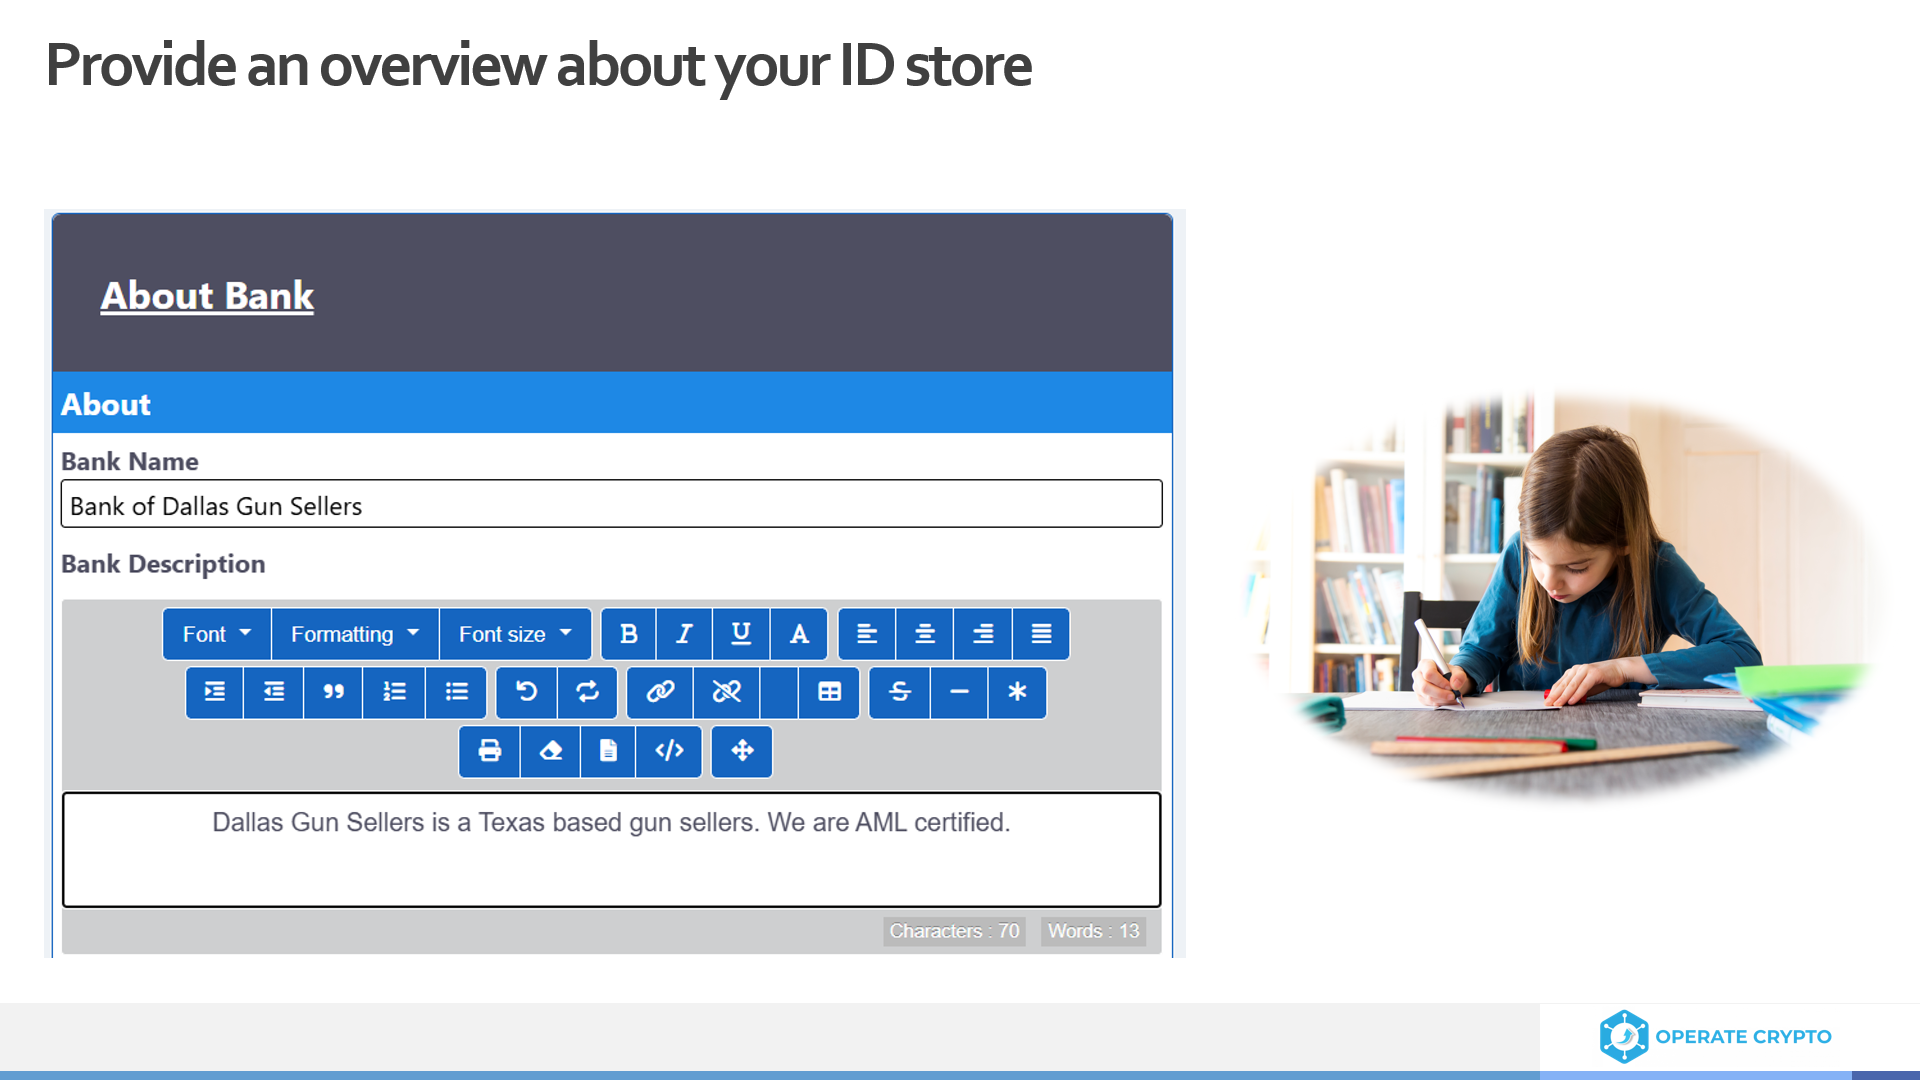 Provide an overview about your ID store
About Bank
About
Bank Name
Bank of Dallas Gun Sellers
Bank Description
Font Formatting Font size B I U A
Dallas Gun Sellers is a Texas based gun sellers. We are AML certified.
Characters : 70 Words : 13
OPERATE CRYPTO